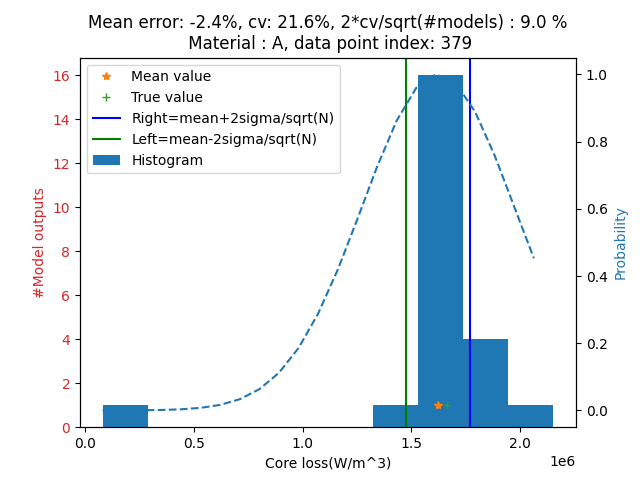 Mean error: -2.4%, cv: 21.6%, 2*cv/sqrt(#models) : 9.0 %
Material : A, data point index: 379
Mean value
True value
Right=mean+2sigma/sqrt(N)
Left=mean-2sigma/sqrt(N)
Histogram
#Model outputs
16
14
12
10
8
6
4
2
0
1.0
0.8
0.6
0.4
0.2
0.0
Probability
0.0
0.5
1.0
1.5
2.0
1e6
Core loss(W/m^3)